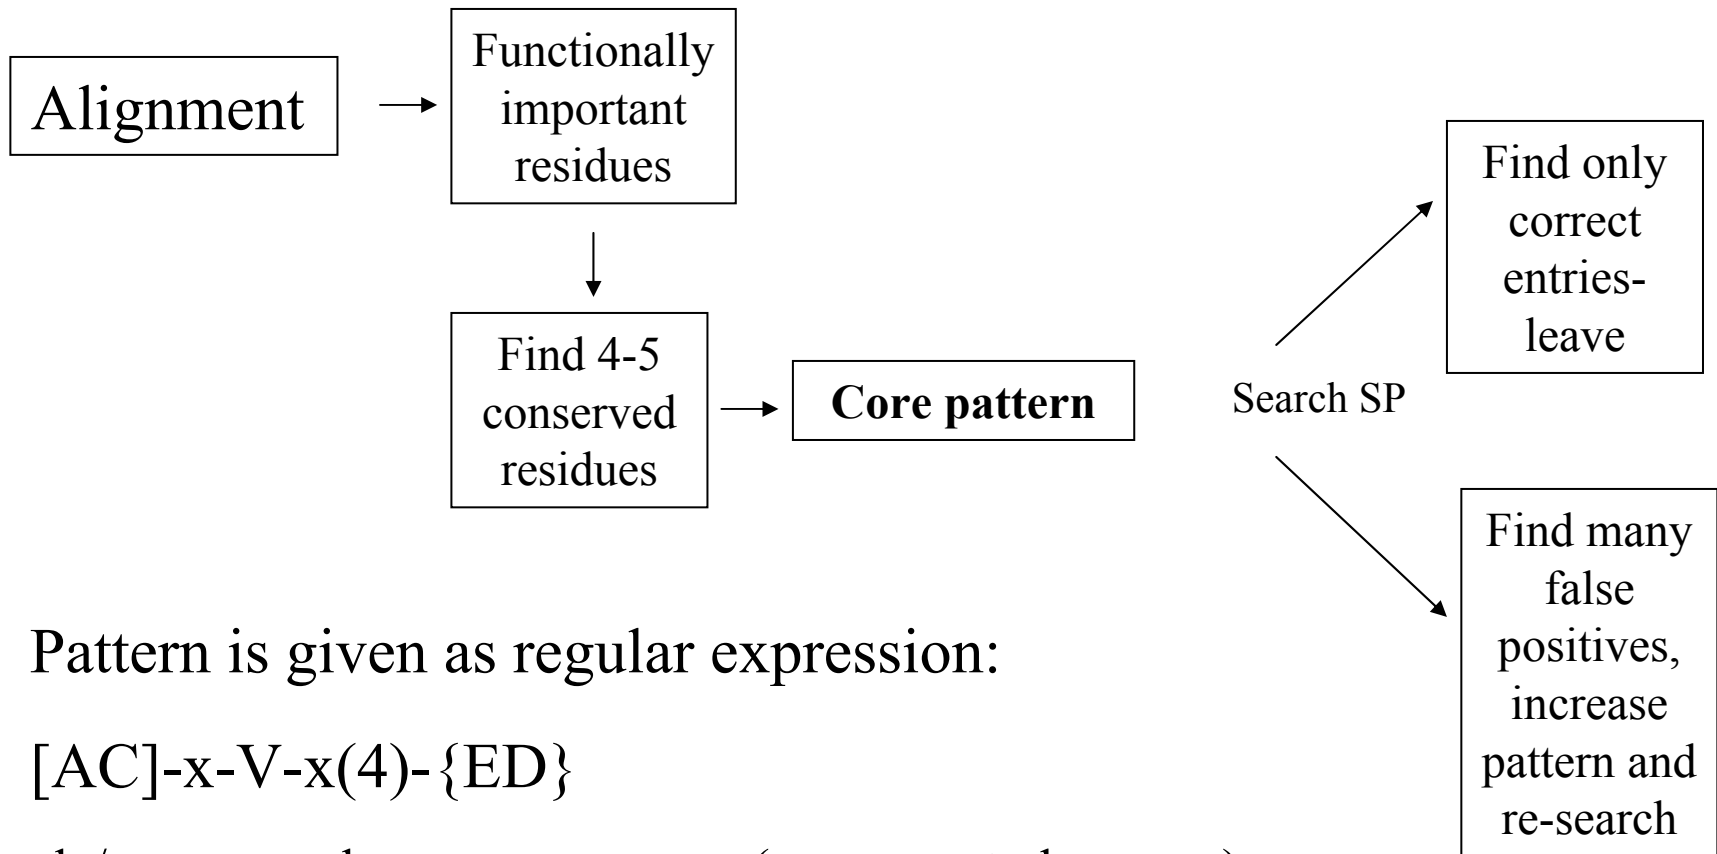 Alignment
Functionally
important
residues
Find 4-5
conserved
residues
Core pattern
Search SP
Find only
correct
entries-
leave
Find many
false
positives,
increase
pattern and
re-search
Pattern is given as regular expression:
[AC]-x-V-x(4)-{ED}